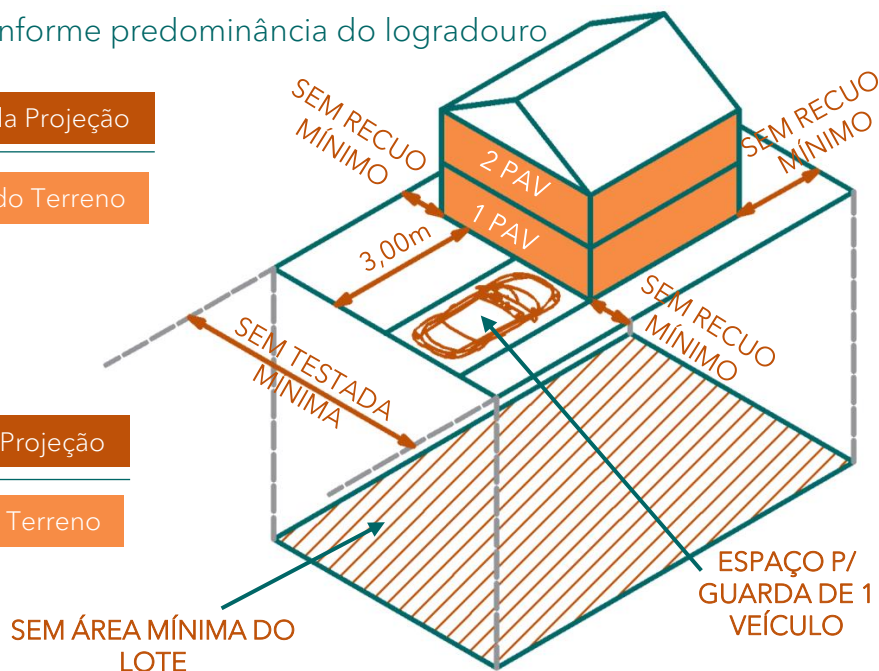 nforme predominância do logradouro
la Projeção
do Terreno
SEM RECUO
MÍNIMO
SEM RECUO
MÍNIMO
2 PAV
1 PAV
3,00m
SEM RECUO
MÍNIMO
SEM TESTADA
MINIMA
Projeção
Terreno
ESPAÇO P/
GUARDA DE 1
VEÍCULO
SEM ÁREA MÍNIMA DO
LOTE